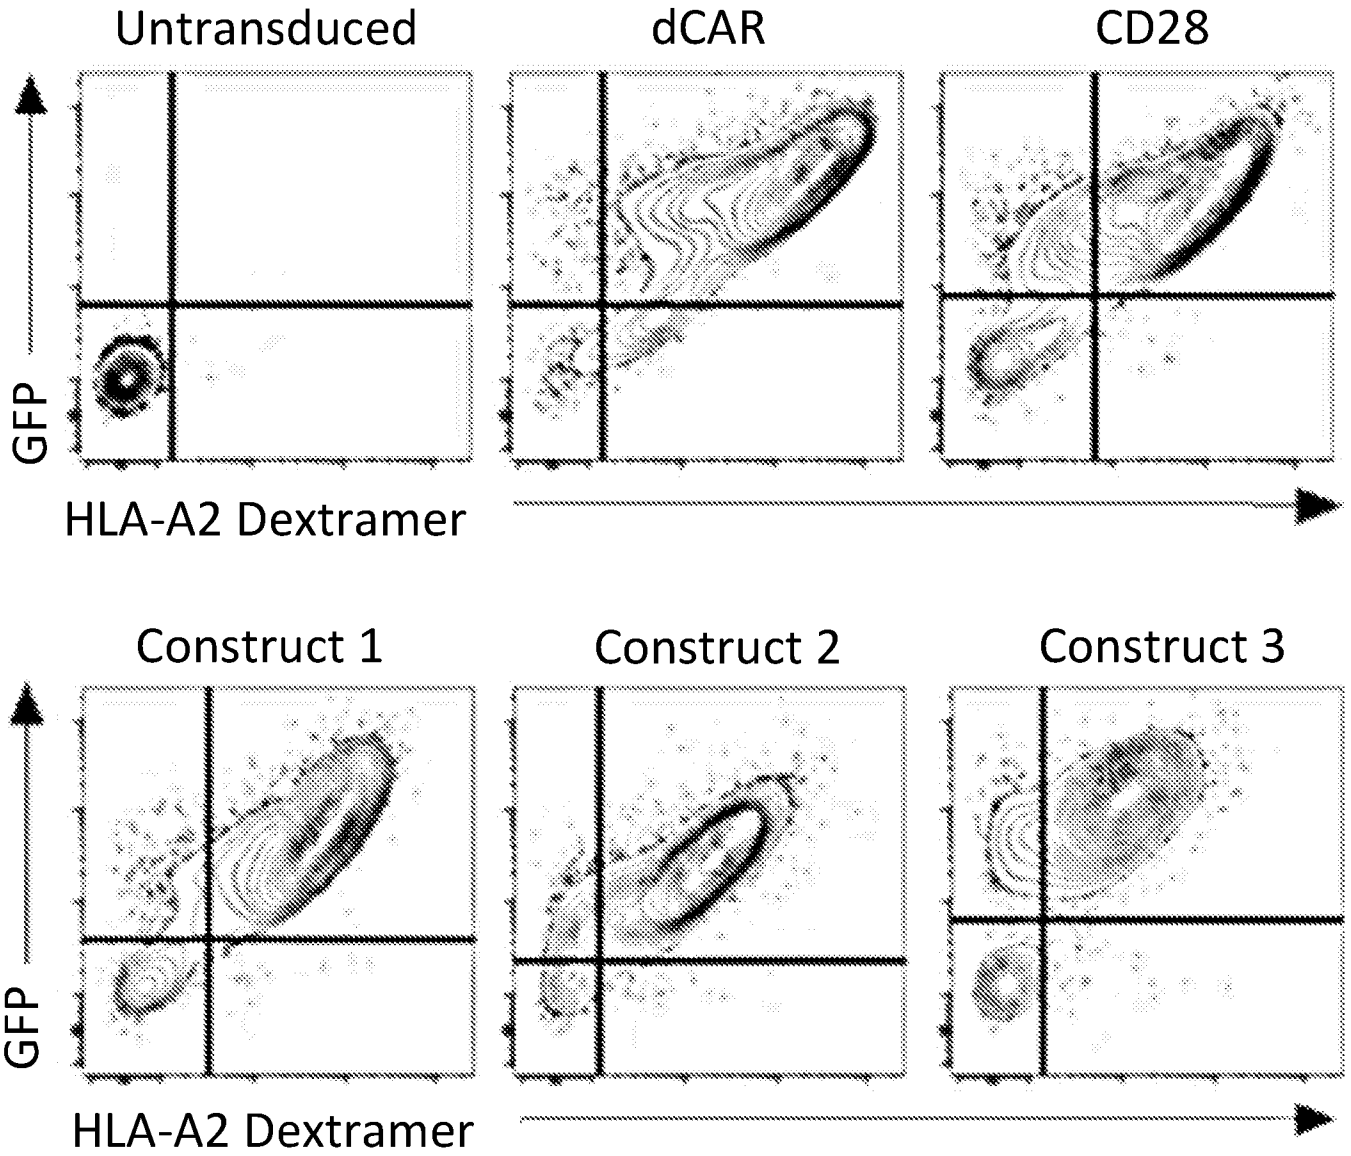 Untransduced dCAR CD28
GFP
HLA-A2 Dextramer
Construct 1 Construct 2 Construct 3
GFP
HLA-A2 Dextramer